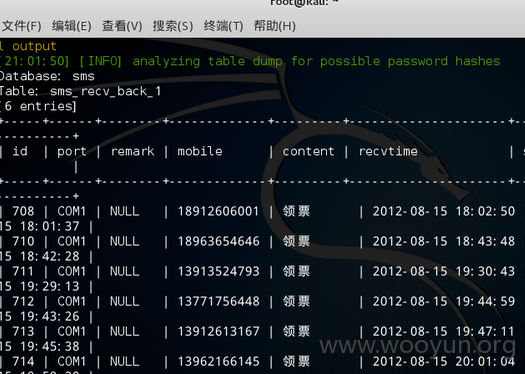 root@kali: ~
文件(F) 编辑(E) 查看(V) 搜索(S) 终端(T) 帮助(H)
l output
[21:01:50] [INFO] analyzing table dump for possible password hashes
Database: sms
Table: sms_recv_back_1
[6 entries]
+-----+------+--------+-------------+---------+---------------------+--
----------+
| id | port | remark | mobile | content | recvtime | s
|
+-----+------+--------+-------------+---------+---------------------+--
----------+
| 708 | COM1 | NULL | 18912606001 | 领票 | 2012-08-15 18:02:50
15 18:01:37 |
| 710 | COM1 | NULL | 18963654646 | 领票 | 2012-08-15 18:43:48
15 18:42:28 |
| 711 | COM1 | NULL | 13913524793 | 领票 | 2012-08-15 19:30:43
15 19:29:13 |
| 712 | COM1 | NULL | 13771756448 | 领票 | 2012-08-15 19:44:59
15 19:43:26 |
| 713 | COM1 | NULL | 13912613167 | 领票 | 2012-08-15 19:47:11
15 19:45:38 |
www.wooyun.org
| 714 | COM1 | NULL | 13962166145 | 领票 | 2012-08-15 20:01:04